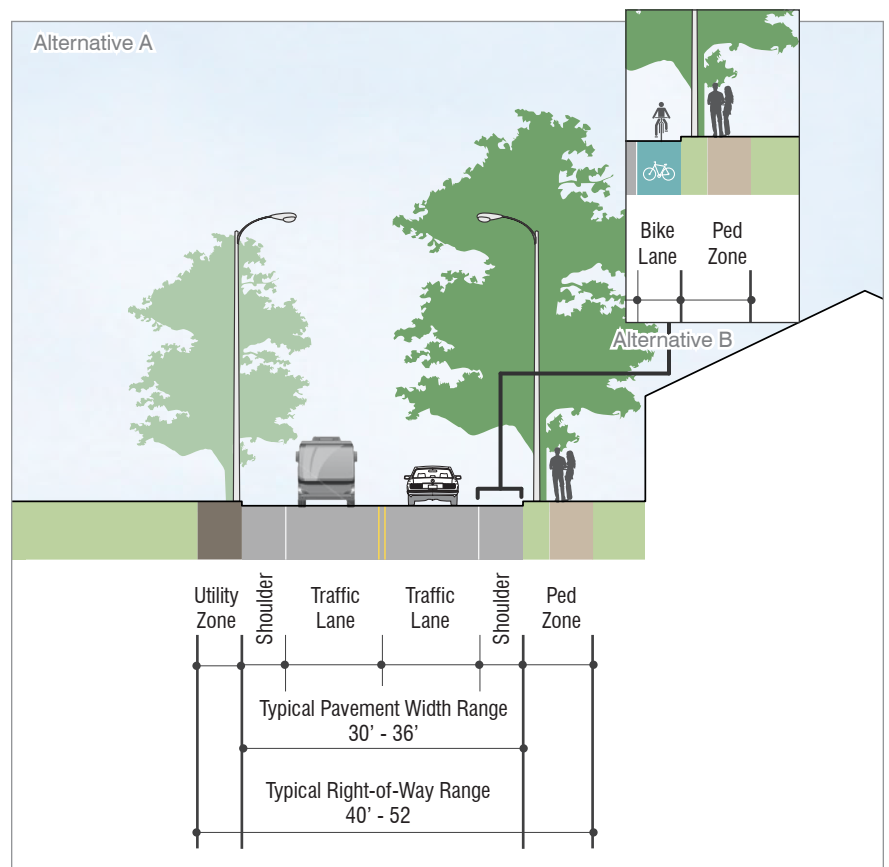 Alternative A
Bike
Lane
Ped
Zone
Alternative B
Utility
Zone
Shoulder
Traffic
Lane
Traffic
Lane
Shoulder
Ped
Zone
Typical Pavement Width Range
30’ - 36’
Typical Right-of-Way Range
40’ - 52